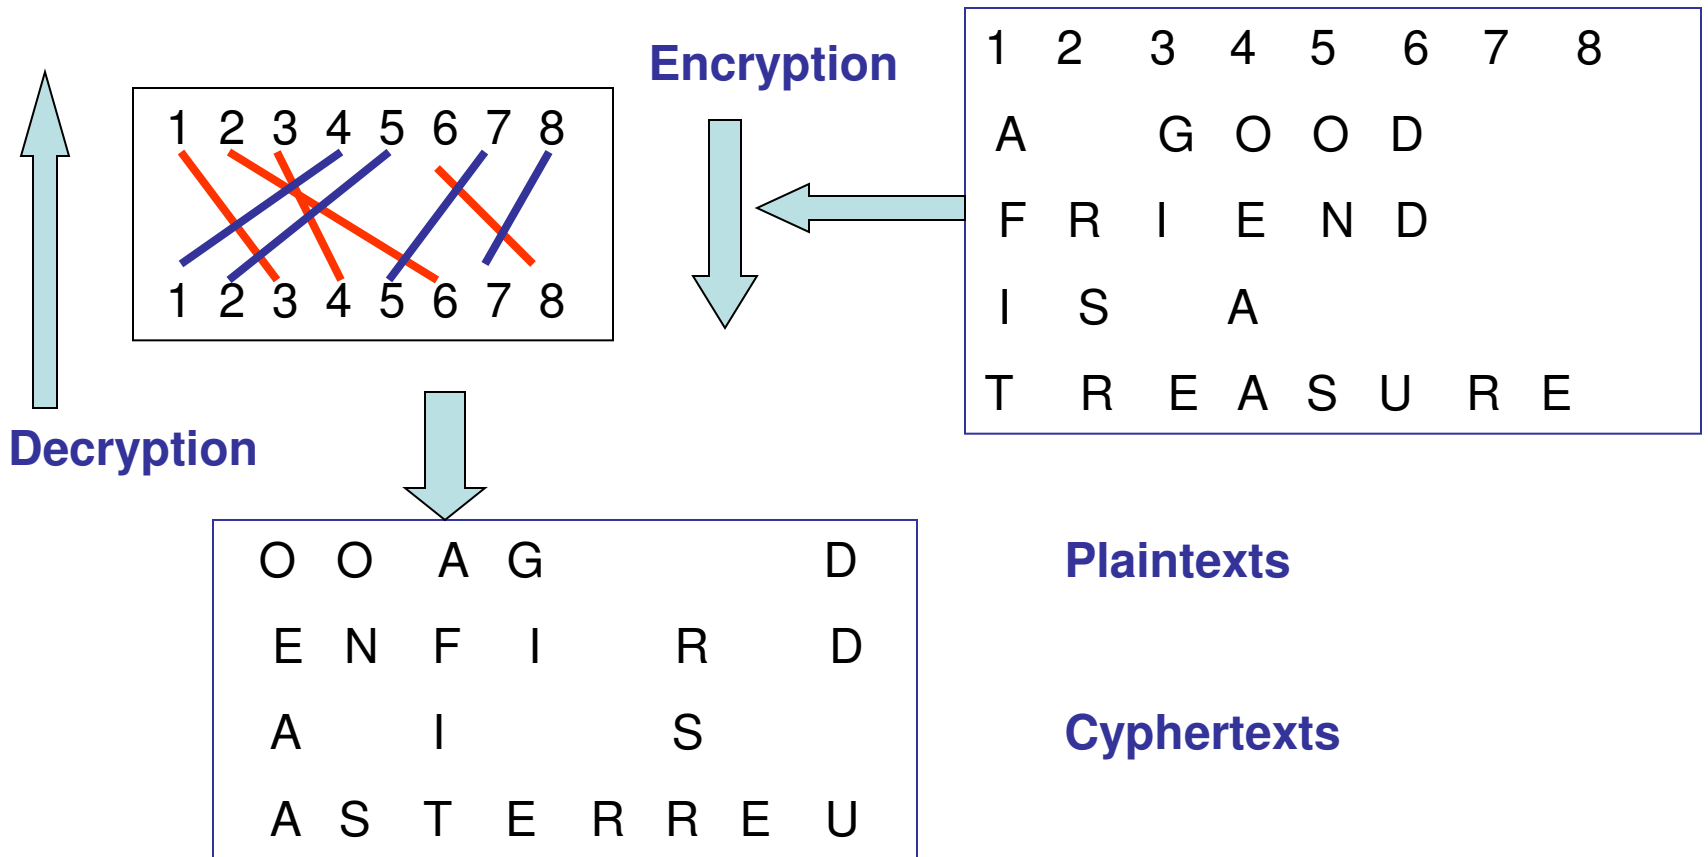 Encryption
1 2 3 4 5 6 7 8
1 2 3 4 5 6 7 8
Decryption
1 2 3 4 5 6 7 8
A G O O D
F R I E N D
I S A
T R E A S U R E
O O A G D
E N F I R D
A I S
A S T E R R E U
Plaintexts
Cyphertexts